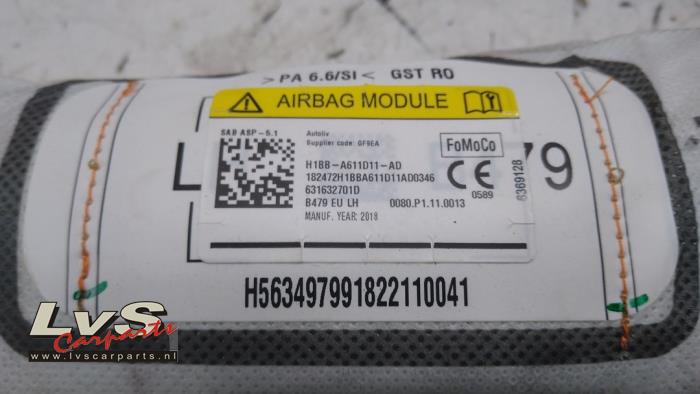 >PA 6.6/SI< GST RO
AIRBAG MODULE
SAB ASP-5.1
Autoliv
Supplier code: GF9EA
FoMoCo
H1BB-A611D11-AD
182472H1BBA611D11AD0346
631632701D
B479 EU LH 0080.P1.11.0013
MANUF. YEAR: 2018
CE
0589
6369128
L
79
H563497991822110041
LvS
Carparts
www.lvscarparts.nl